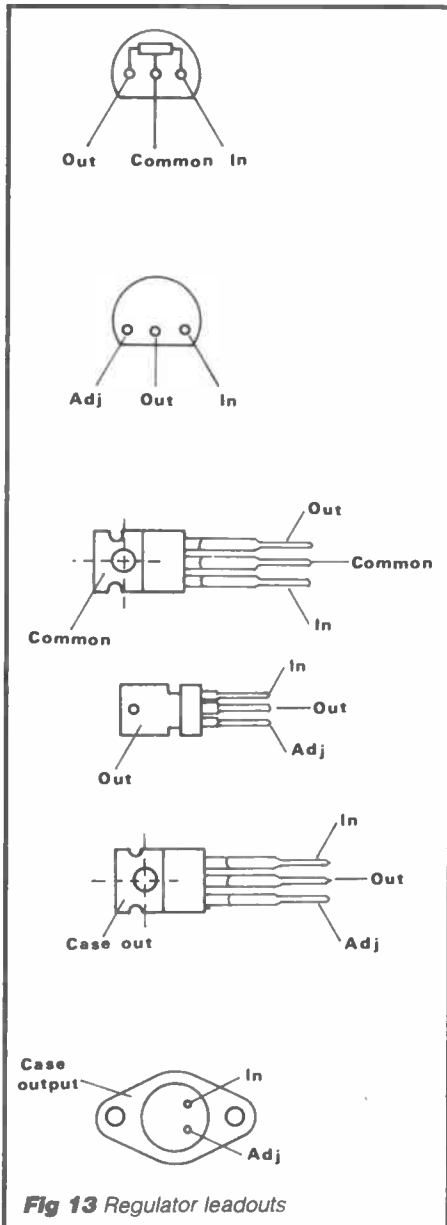 Out Common In
Adj Out In
Out
Common
In
Common
In
Out
Adj
Out
In
Out
Adj
Case out
Case
output
In
Adj
Fig 13 Regulator leadouts